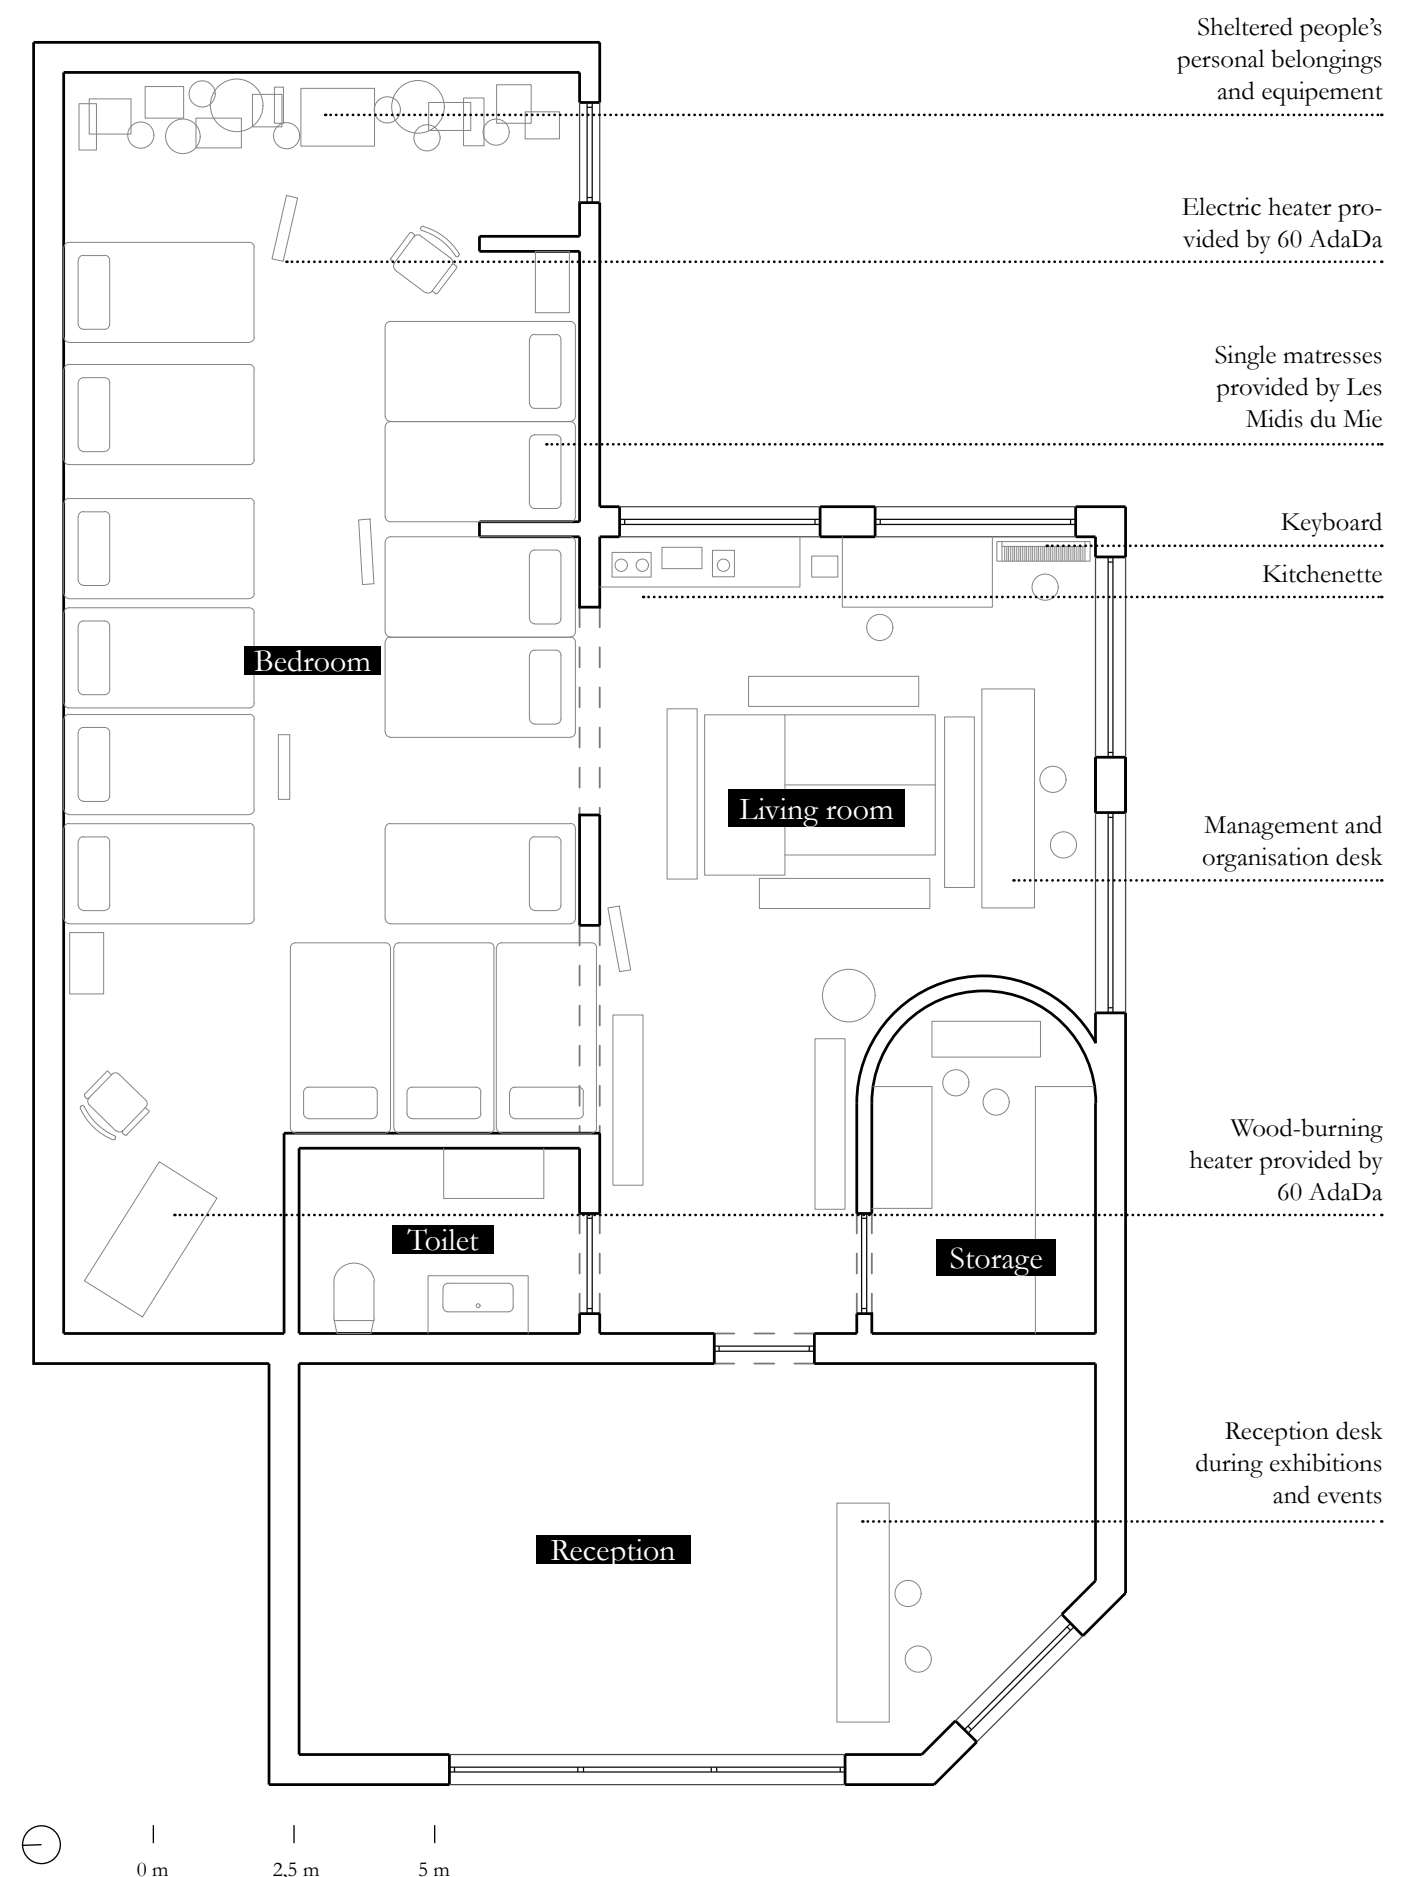 Sheltered people’s
personal belongings
and equipement
Electric heater pro-
vided by 60 AdaDa
Single matresses
provided by Les
Midis du Mie
Keyboard
Kitchenette
Bedroom
Living room
Management and
organisation desk
Wood-burning
heater provided by
60 AdaDa
Toilet
Storage
Reception desk
during exhibitions
and events
Reception
0 m
2,5 m
5 m